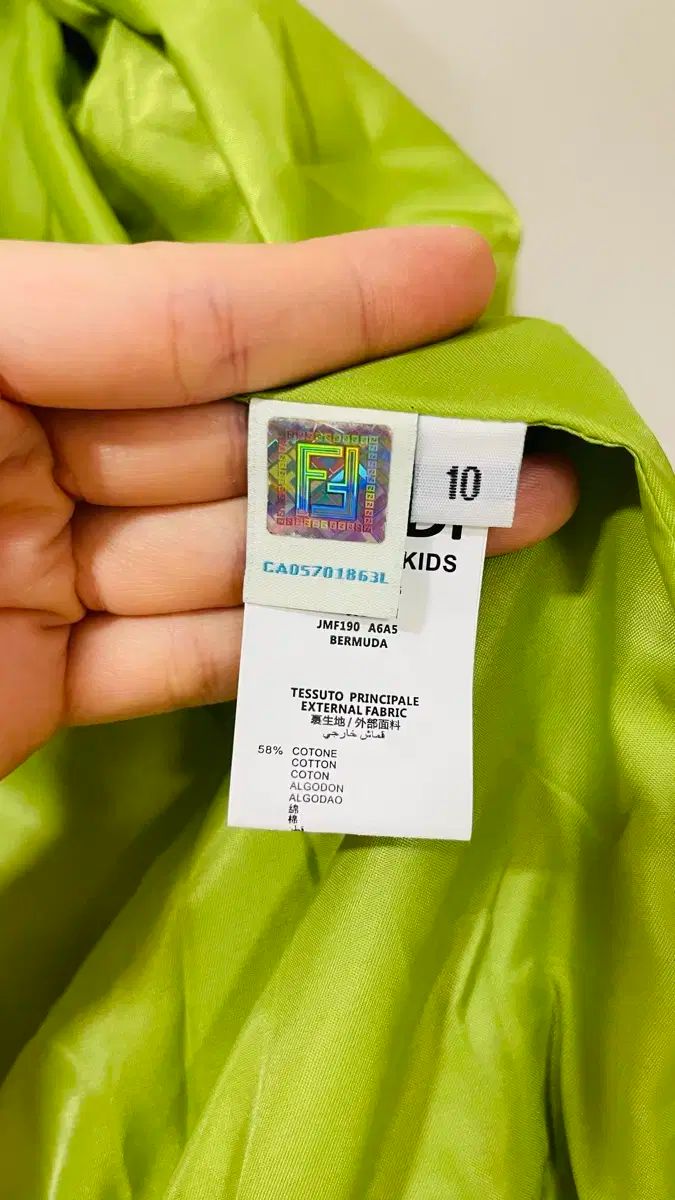 CA05701863L
10
KIDS
JMF190 A6A5
BERMUDA
TESSUTO PRINCIPALE
EXTERNAL FABRIC
裹生地 / 外部面料
قماش خارجي
58% COTONE
COTTON
COTON
ALGODON
ALGODAO
綿
棉